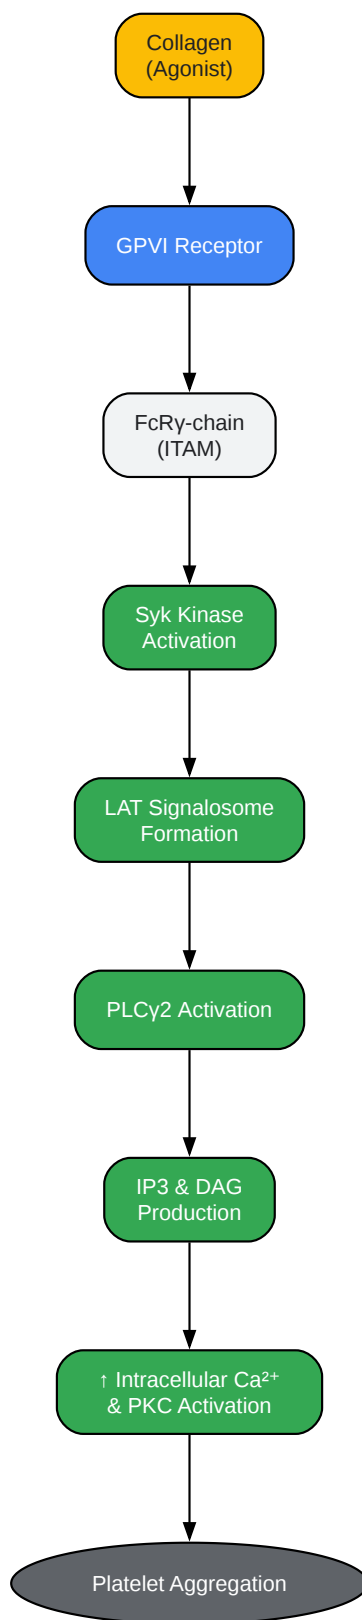 Collagen
(Agonist)
GPVI Receptor
FcRγ-chain
(ITAM)
Syk Kinase
Activation
LAT Signalosome
Formation
PLCγ2 Activation
IP3 & DAG
Production
↑ Intracellular Ca²⁺
& PKC Activation
Platelet Aggregation